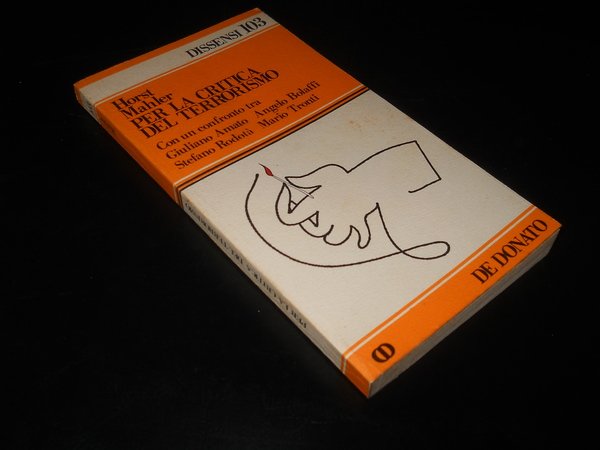 DISSENSI 103
Horst
Mahler
PER LA CRITICA
DEL TERRORISMO
Con un confronto tra
Giuliano Amato Angelo Bolaffi
Stefano Rodotà Mario Tronti
DE DONATO